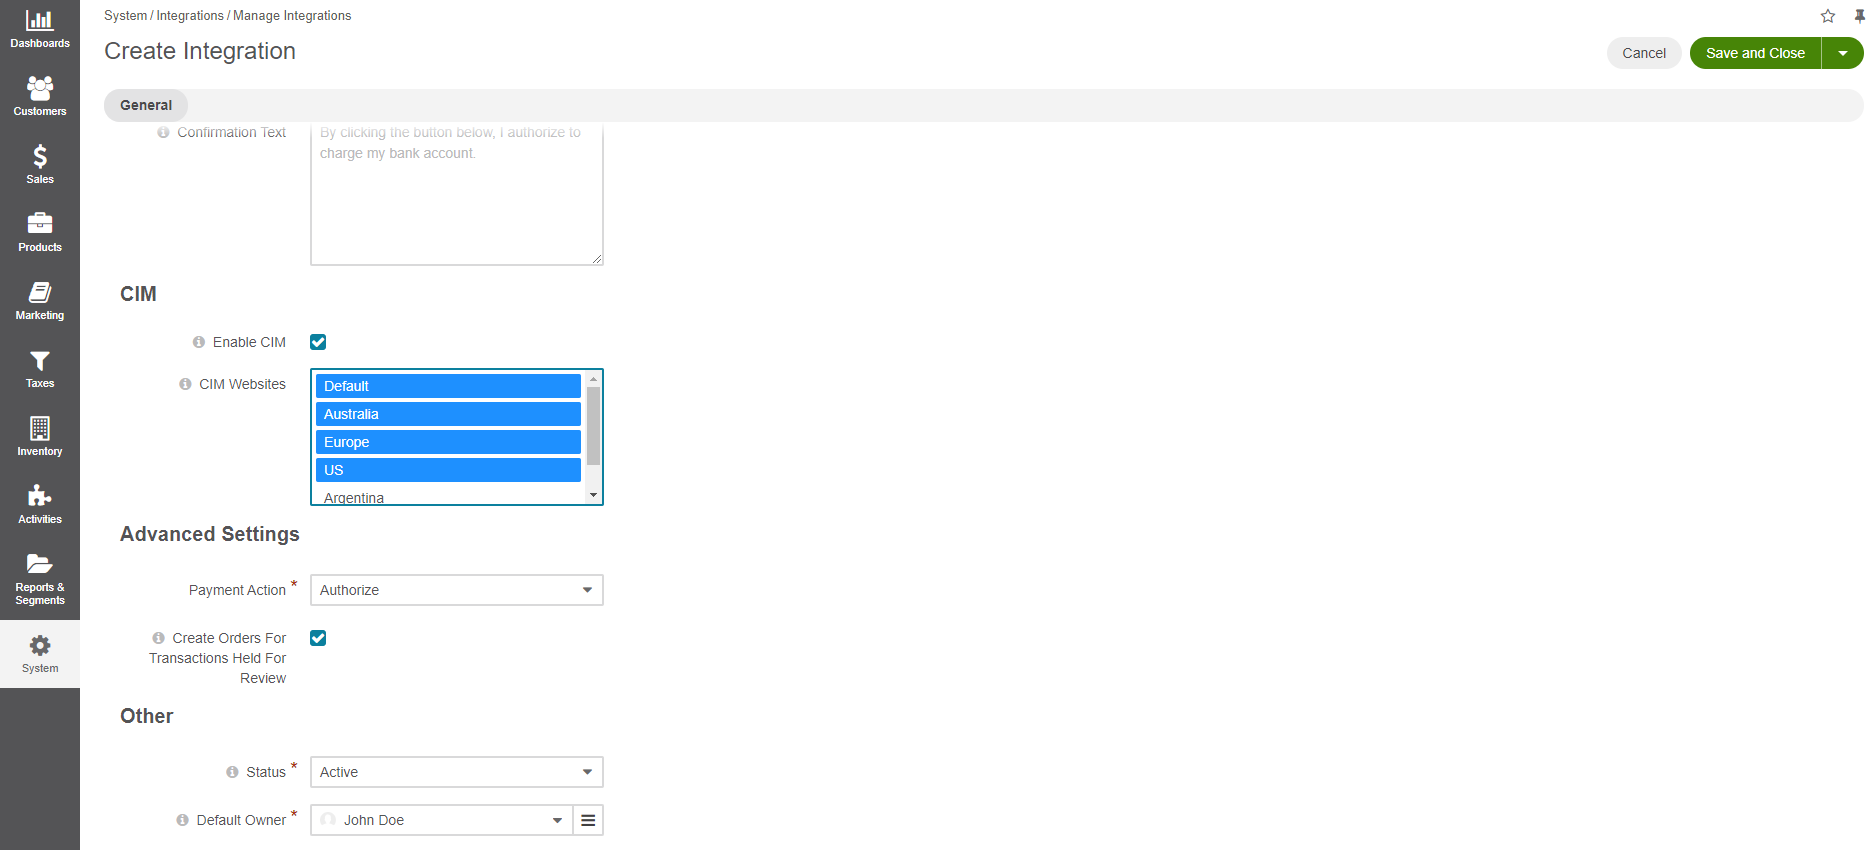 Dashboards
Customers
Sales
Products
Marketing
Taxes
Inventory
Activities
Reports &
Segments
System
System / Integrations / Manage Integrations
Create Integration
Cancel
Save and Close
General
Confirmation Text
By clicking the button below, I authorize to
charge my bank account.
CIM
Enable CIM
CIM Websites
Default
Australia
Europe
US
Argentina
Advanced Settings
Payment Action *
Authorize
Create Orders For
Transactions Held For
Review
Other
Status *
Active
Default Owner *
John Doe